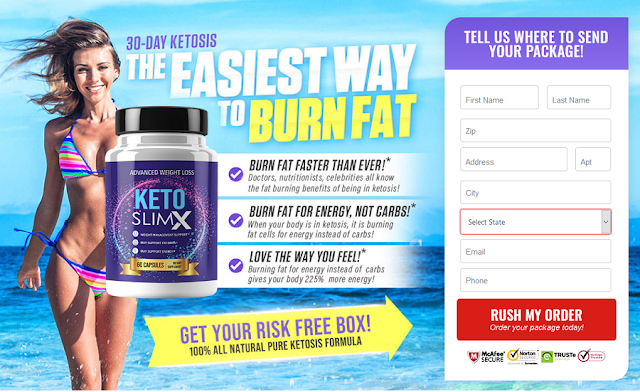 30-DAY KETOSIS
THE EASIEST WAY
TO BURN FAT
ADVANCED WEIGHT LOSS
KETO
SLIM X
WEIGHT MANAGEMENT SUPPORT*
60 CAPSULES
BURN FAT FASTER THAN EVER!*
Doctors, nutritionists, celebrities all know
the fat burning benefits of being in ketosis!
BURN FAT FOR ENERGY, NOT CARBS!*
When your body is in ketosis, it is burning
fat cells for energy instead of carbs!
LOVE THE WAY YOU FEEL!*
Burning fat for energy instead of carbs
gives your body 225% more energy!
GET YOUR RISK FREE BOX!
100% ALL NATURAL PURE KETOSIS FORMULA
TELL US WHERE TO SEND
YOUR PACKAGE!
First Name Last Name
Zip
Address Apt
City
Select State
Email
Phone
RUSH MY ORDER
Order your package today!
McAfee SECURE Norton SECURED TRUSTe